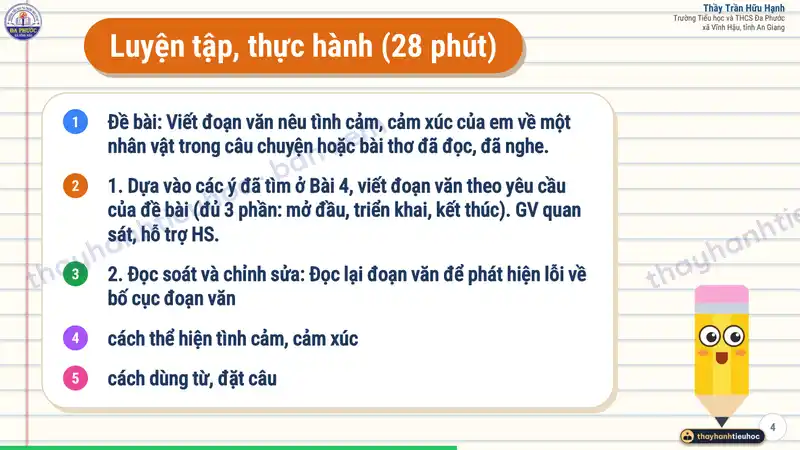 Thầy Trần Hữu Hạnh
Trường Tiểu học và THCS Đa Phước
xã Vĩnh Hậu, tỉnh An Giang
ĐA PHƯỚC
Luyện tập, thực hành (28 phút)
1 Đề bài: Viết đoạn văn nêu tình cảm, cảm xúc của em về một
nhân vật trong câu chuyện hoặc bài thơ đã đọc, đã nghe.
2 1. Dựa vào các ý đã tìm ở Bài 4, viết đoạn văn theo yêu cầu
của đề bài (đủ 3 phần: mở đầu, triển khai, kết thúc). GV quan
sát, hỗ trợ HS.
3 2. Đọc soát và chỉnh sửa: Đọc lại đoạn văn để phát hiện lỗi về
bố cục đoạn văn
4 cách thể hiện tình cảm, cảm xúc
5 cách dùng từ, đặt câu
4
thayhanhtieuhoc